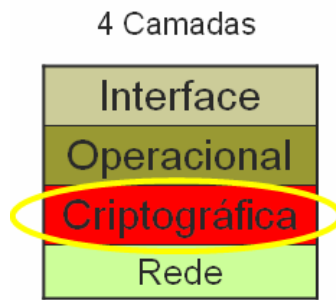 4 Camadas
Interface
Operacional
Criptográfica
Rede